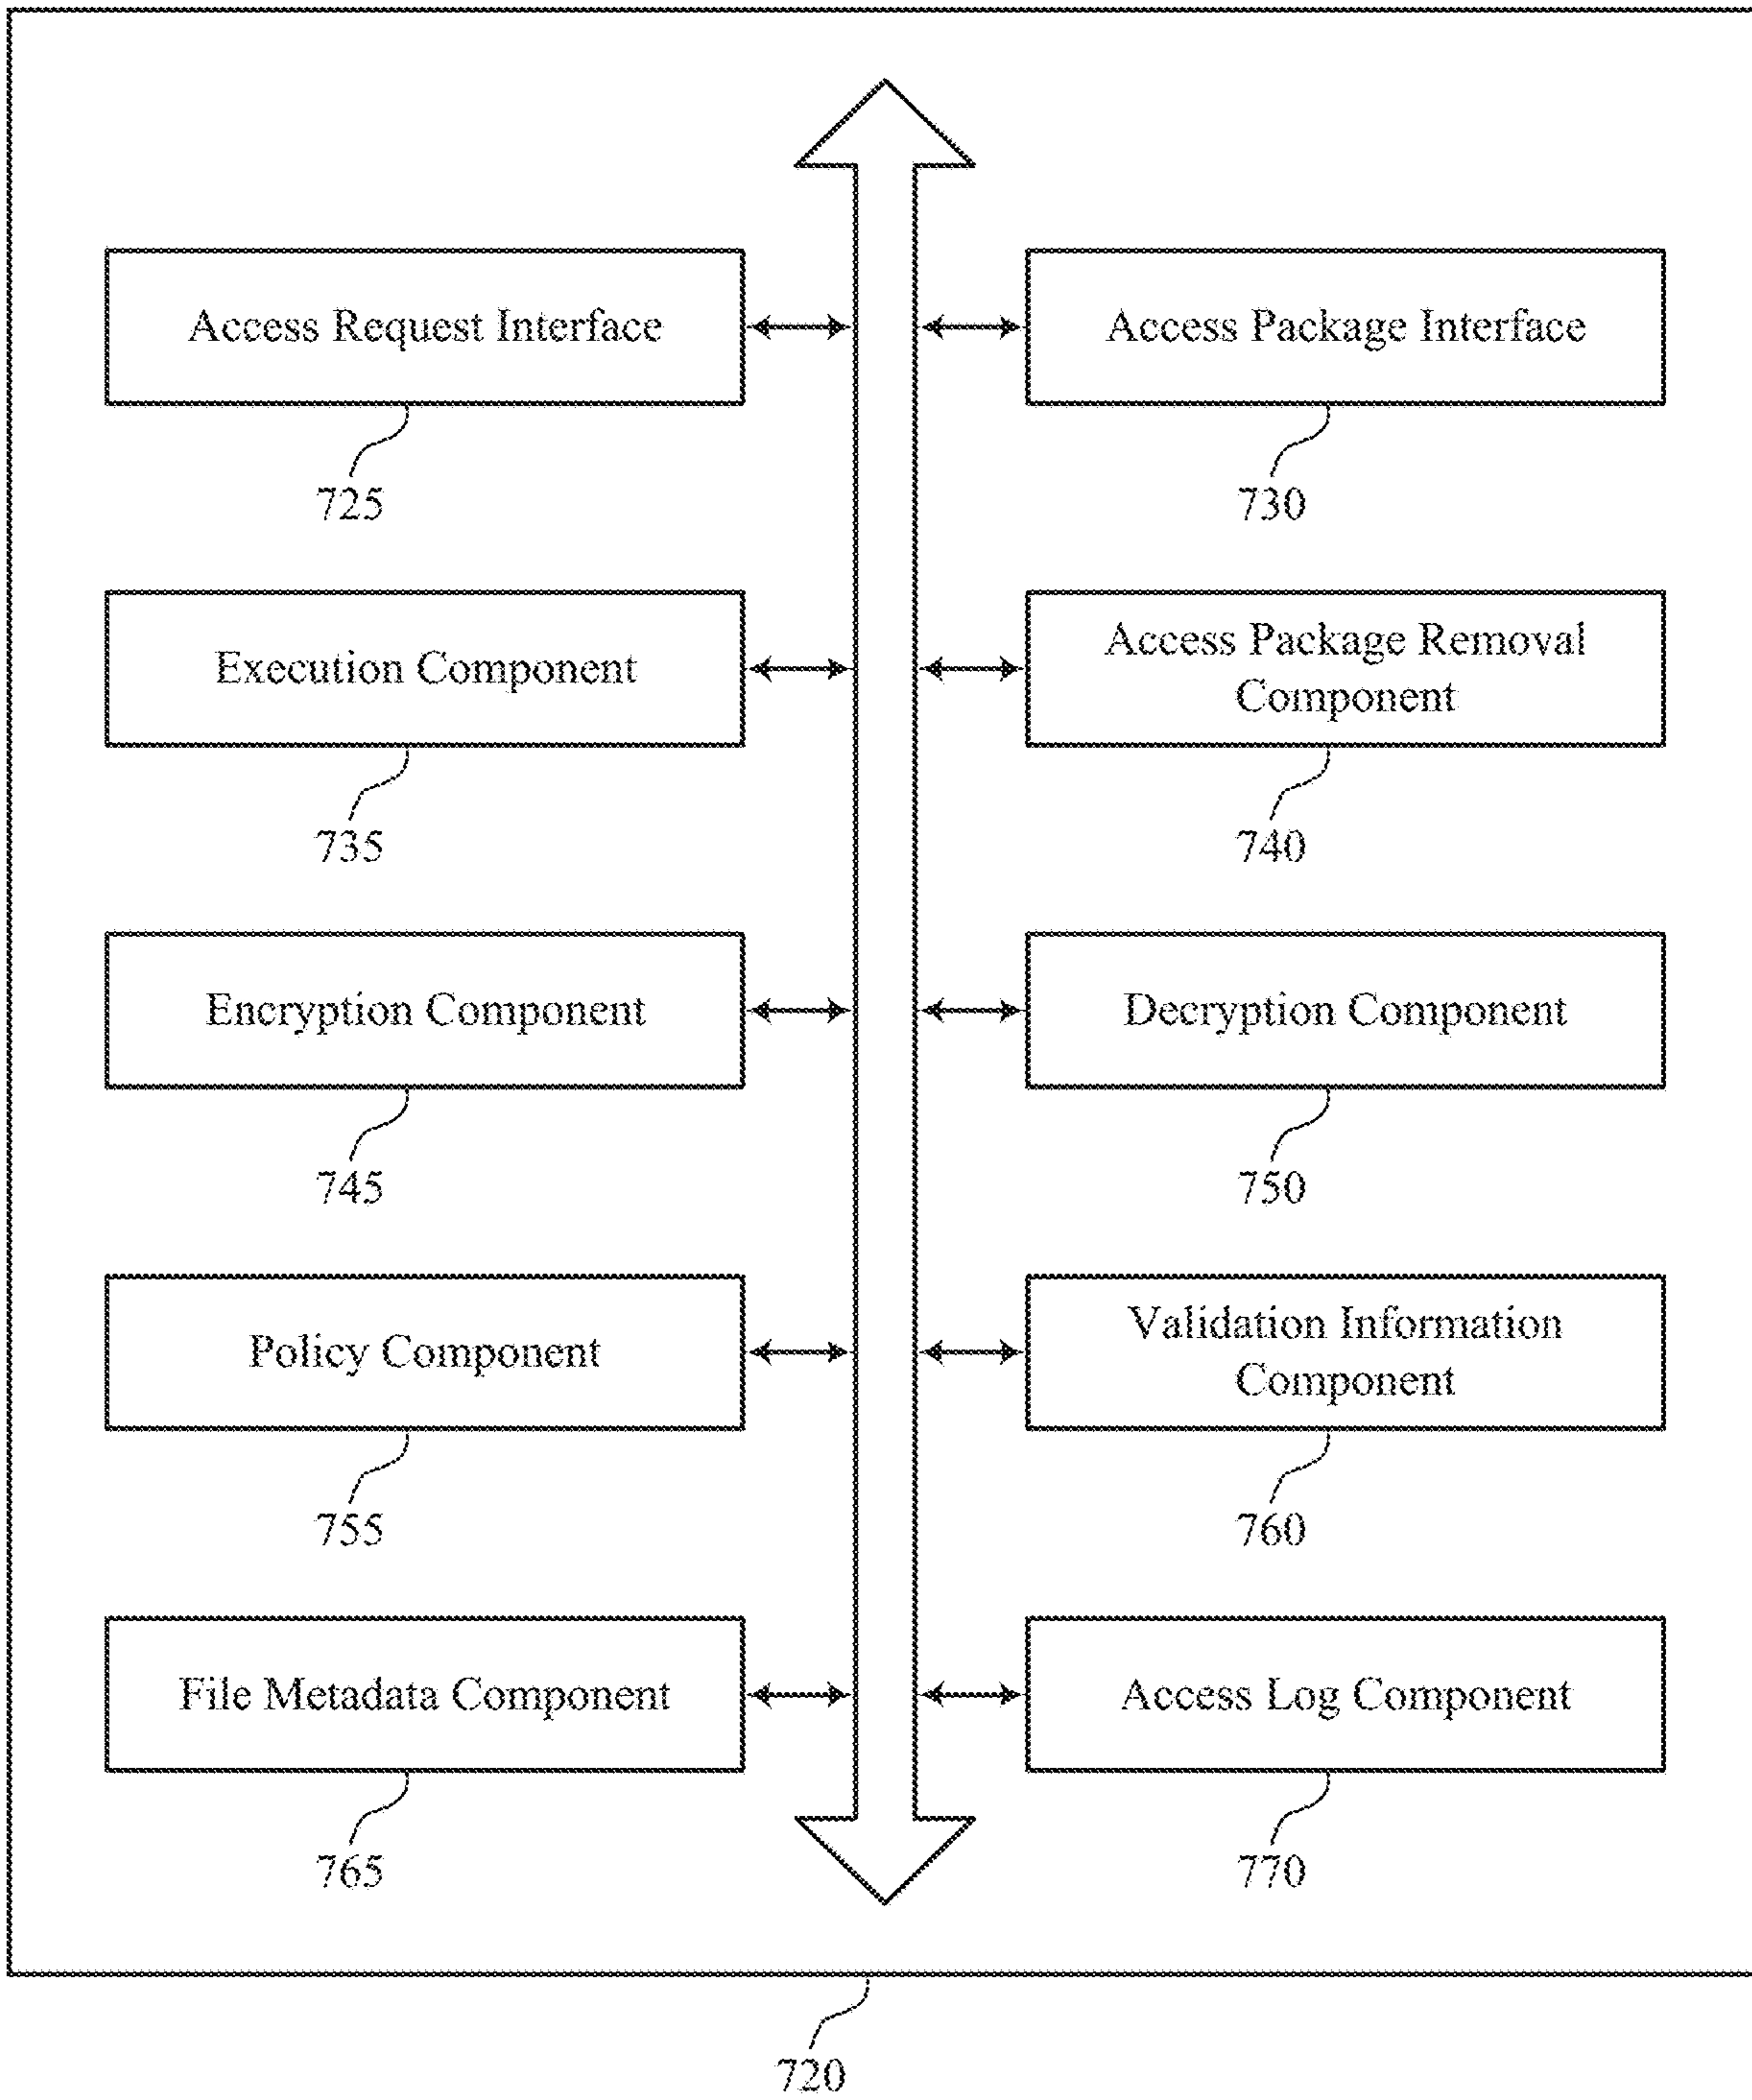 Access Request Interface
Access Package Interface
725
730
Execution Component
Access Package Removal
Component
735
740
Encryption Component
Decryption Component
745
750
Policy Component
Validation Information
Component
755
760
File Metadata Component
Access Log Component
765
770
720